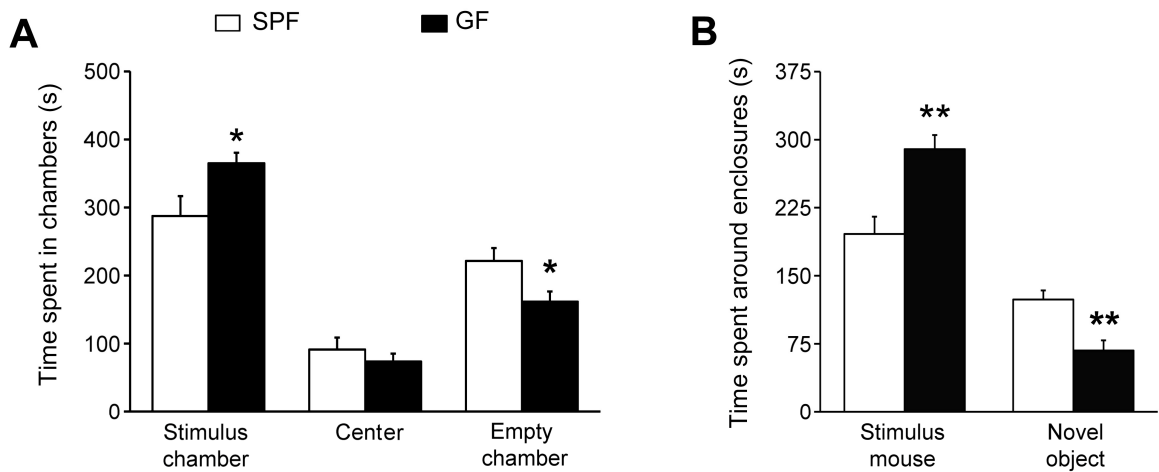 A
SPF
GF
Time spent in chambers (s)
500
400
300
200
100
0
*
*
Stimulus
chamber
Center
Empty
chamber
B
Time spent around enclosures (s)
375
300
225
150
75
0
**
**
Stimulus
mouse
Novel
object